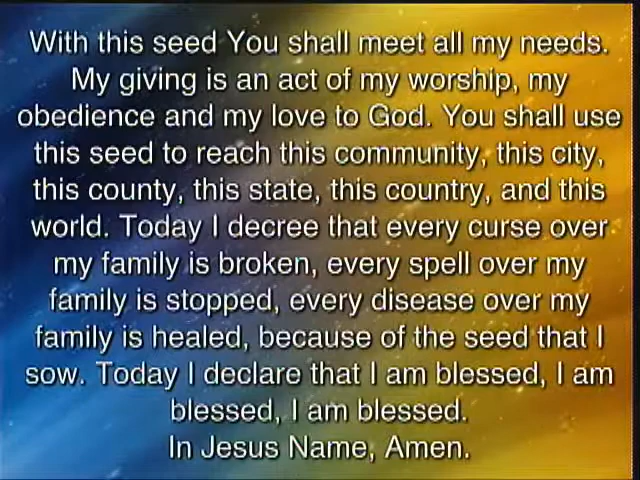 With this seed You shall meet all my needs.
My giving is an act of my worship, my
obedience and my love to God. You shall use
this seed to reach this community, this city,
this county, this state, this country, and this
world. Today I decree that every curse over
my family is broken, every spell over my
family is stopped, every disease over my
family is healed, because of the seed that I
sow. Today I declare that I am blessed, I am
blessed, I am blessed.
In Jesus Name, Amen.